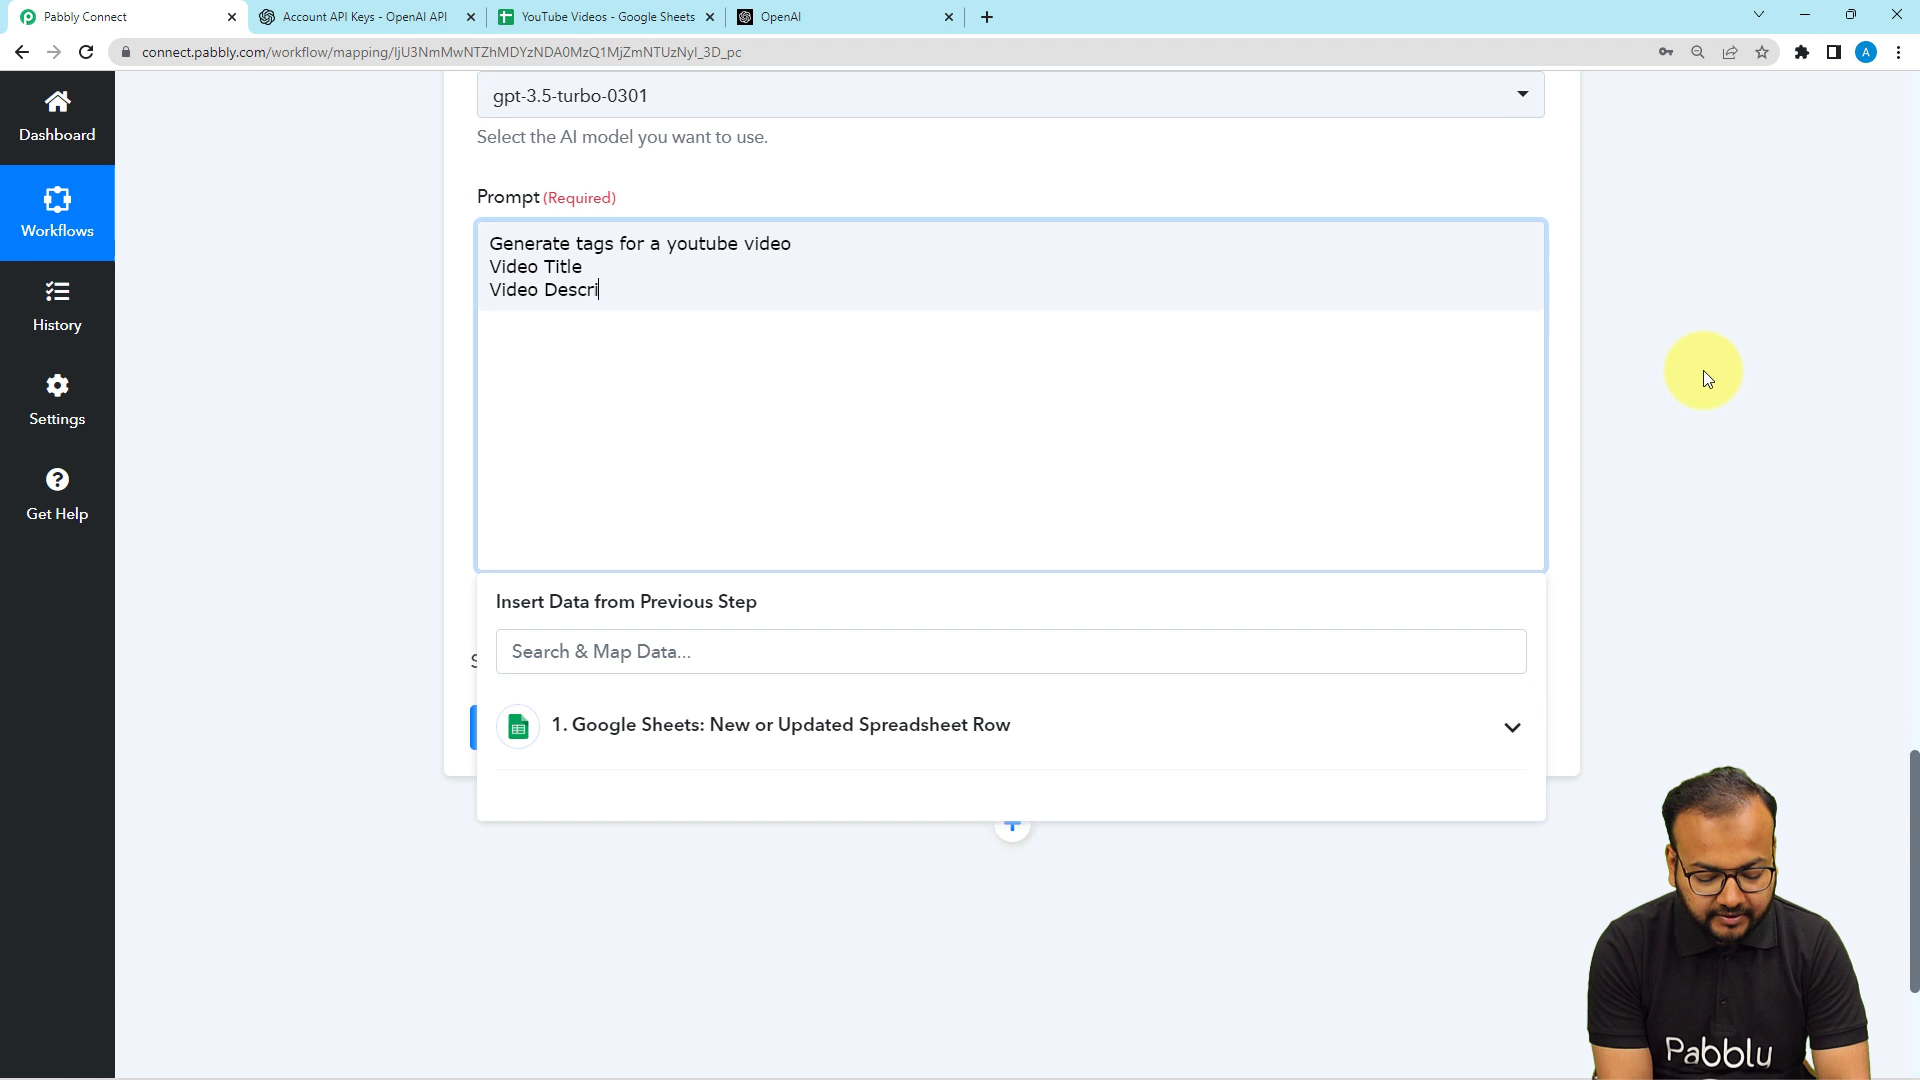 Pabbly Connect
Account API Keys - OpenAI API
YouTube Videos - Google Sheets
OpenAI
connect.pabbly.com/workflow/mapping/IjU3NmMwNTZhMDYzNDA0MzQ1MjZmNTUzNyI_3D_pc
A
Dashboard
Workflows
History
Settings
Get Help
gpt-3.5-turbo-0301
Select the AI model you want to use.
Prompt (Required)
Generate tags for a youtube video
Video Title
Video Descri
Insert Data from Previous Step
Search & Map Data...
1. Google Sheets: New or Updated Spreadsheet Row
Pabbly